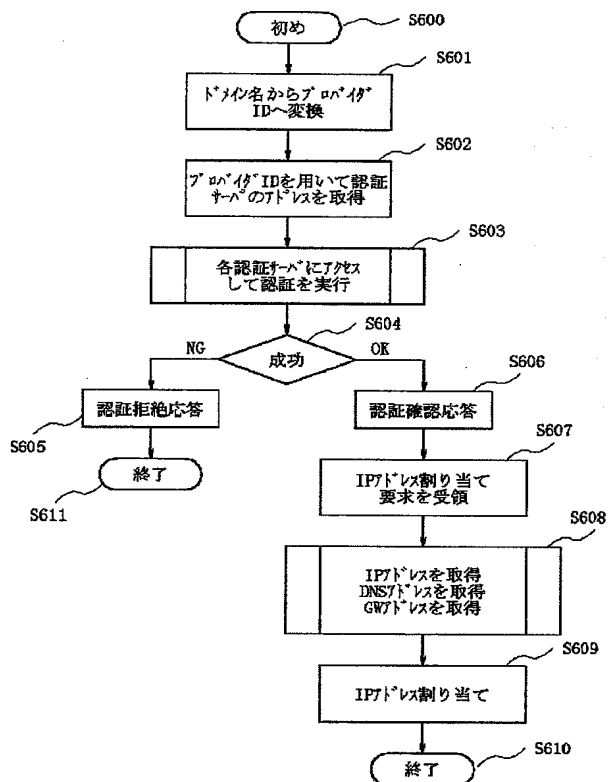 初め
S600
S601
ﾄﾞﾒｲﾝ名からﾌﾟﾛﾊﾞｲﾀﾞ
IDへ変換
S602
ﾌﾟﾛﾊﾞｲﾀﾞIDを用いて認証
ｻｰﾊﾞのｱﾄﾞﾚｽを取得
S603
各認証ｻｰﾊﾞにｱｸｾｽ
して認証を実行
S604
NG
成功
OK
S606
認証拒絶応答
認証確認応答
S605
S607
終了
IPｱﾄﾞﾚｽ割り当て
要求を受領
S611
S608
IPｱﾄﾞﾚｽを取得
DNSｱﾄﾞﾚｽを取得
GWｱﾄﾞﾚｽを取得
S609
IPｱﾄﾞﾚｽ割り当て
終了
S610